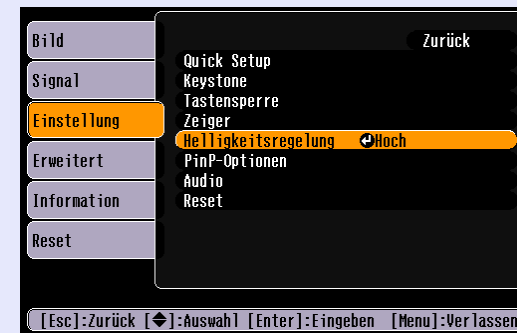 Bild
Signal
Einstellung
Erweitert
Information
Reset
Zurück
Quick Setup
Keystone
Tastensperre
Zeiger
Helligkeitsregelung Hoch
PinP-Optionen
Audio
Reset
[Esc]:Zurück [◆]:Auswahl [Enter]:Eingeben [Menu]:Verlassen